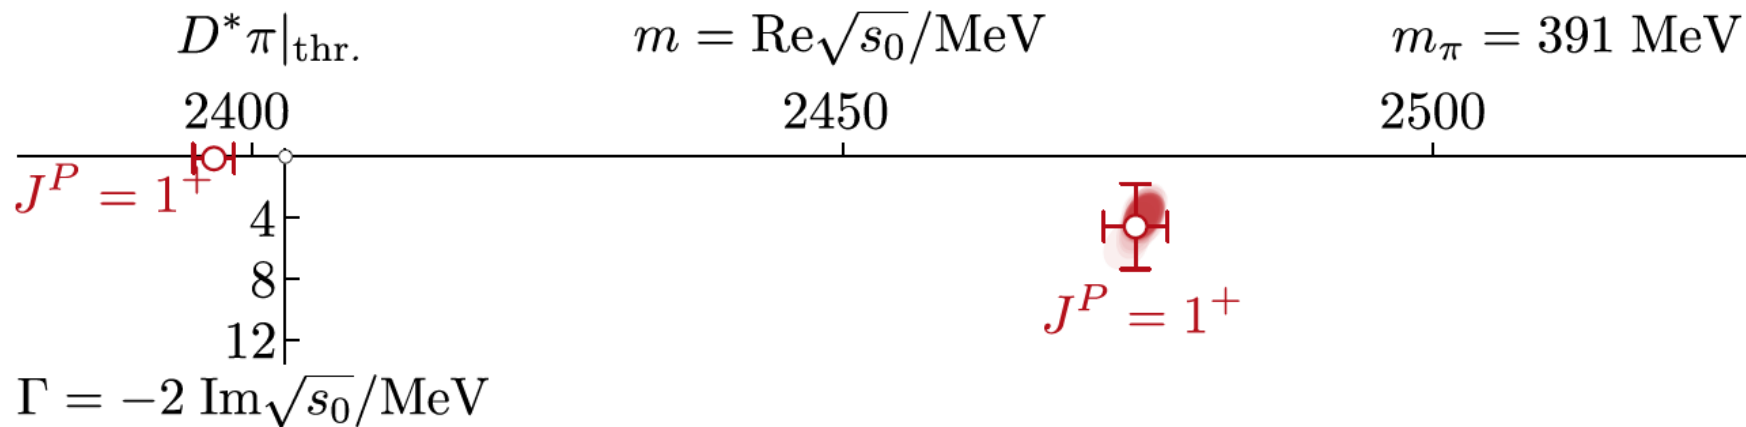 D*π|thr. m = Re√s₀/MeV mπ = 391 MeV
2400 2450 2500
Jᴾ = 1⁺
4
8
Jᴾ = 1⁺
12
Γ = −2 Im√s₀/MeV